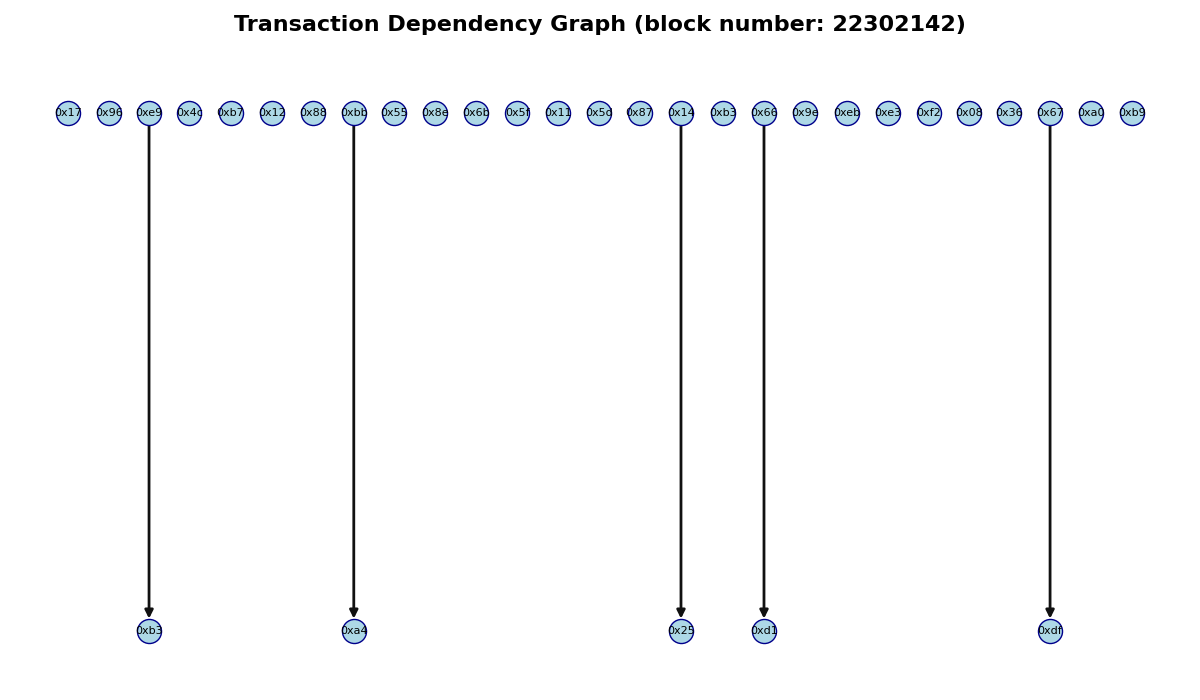 Transaction Dependency Graph (block number: 22302142)
0x17 0x96 0xe9 0x4c 0xb7 0x12 0x88 0xbb 0x55 0x8e 0x6b 0x5f 0x11 0x87 0x14 0xb3 0x66 0x9e 0xeb 0xe3 0xf2 0x08 0x36 0x67 0xa0 0xb9
0xb3 0xa4 0x25 0xd1 0xdf